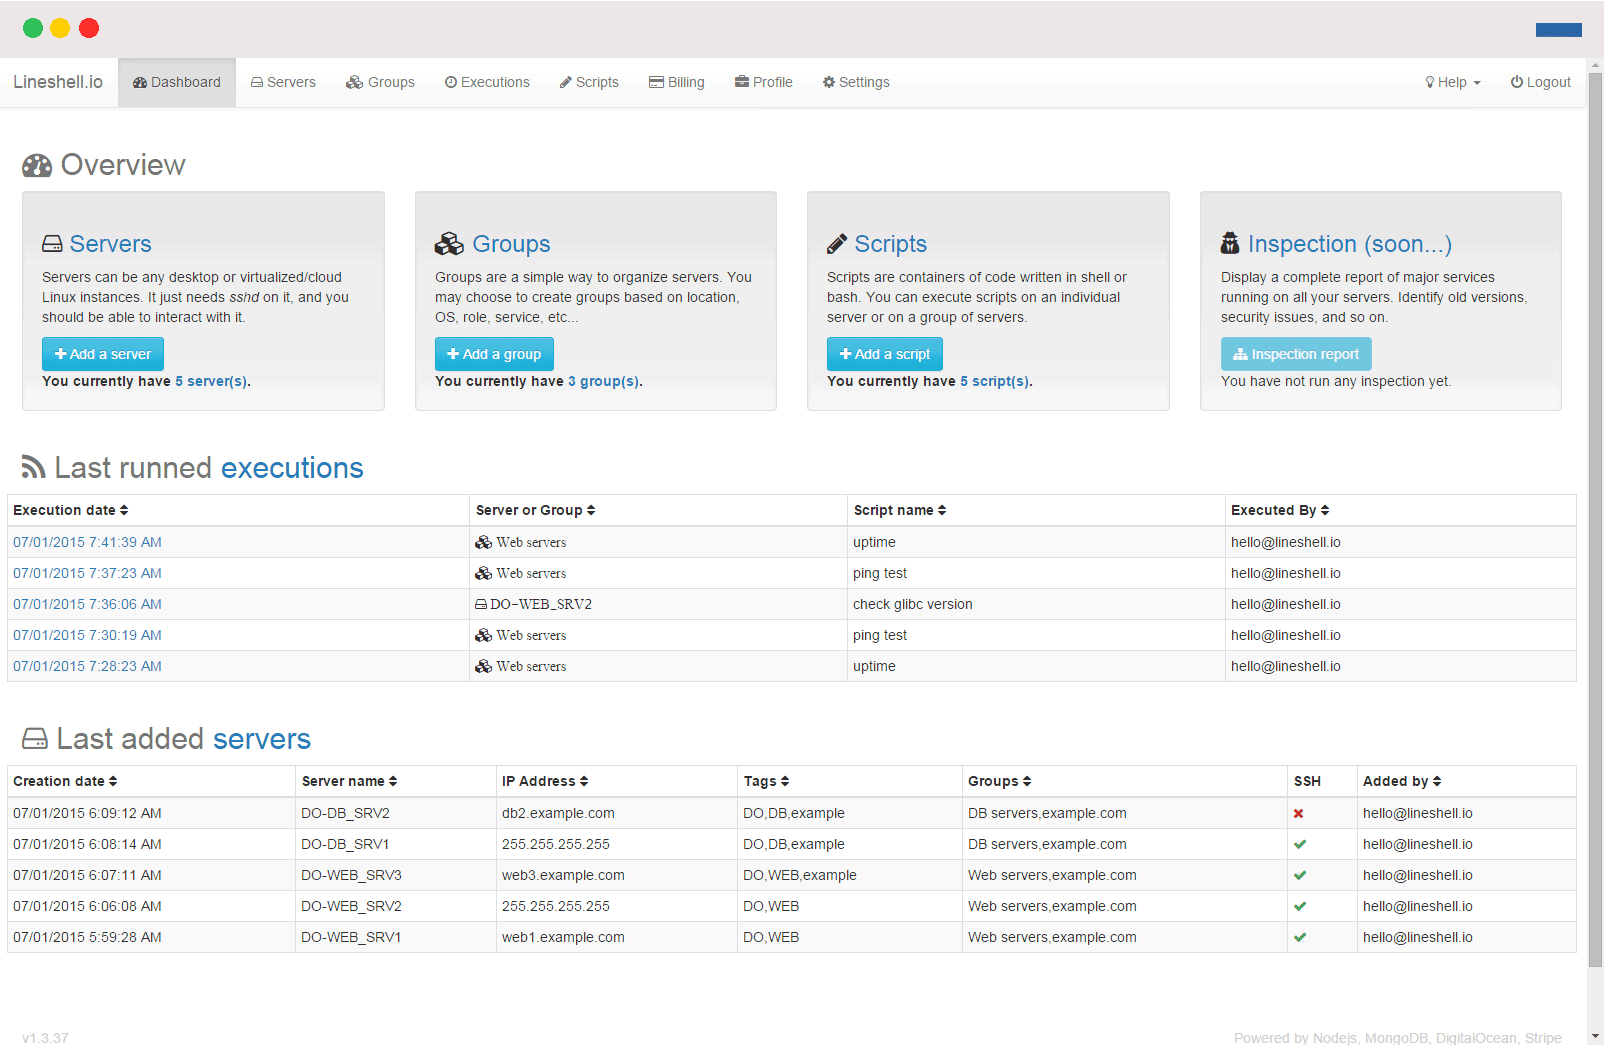 Lineshell.io Dashboard Servers Groups Executions Scripts Billing Profile Settings Help Logout
Overview
Servers
Servers can be any desktop or virtualized/cloud
Linux instances. It just needs sshd on it, and you
should be able to interact with it.
Add a server
You currently have 5 server(s).
Groups
Groups are a simple way to organize servers. You
may choose to create groups based on location,
OS, role, service, etc...
Add a group
You currently have 3 group(s).
Scripts
Scripts are containers of code written in shell or
bash. You can execute scripts on an individual
server or on a group of servers.
Add a script
You currently have 5 script(s).
Inspection (soon...)
Display a complete report of major services
running on all your servers. Identify old versions,
security issues, and so on.
Inspection report
You have not run any inspection yet.
Last runned executions
Execution date Server or Group Script name Executed By
07/01/2015 7:41:39 AM Web servers uptime hello@lineshell.io
07/01/2015 7:37:23 AM Web servers ping test hello@lineshell.io
07/01/2015 7:36:06 AM DO-WEB_SRV2 check glibc version hello@lineshell.io
07/01/2015 7:30:19 AM Web servers ping test hello@lineshell.io
07/01/2015 7:28:23 AM Web servers uptime hello@lineshell.io
Last added servers
Creation date Server name IP Address Tags Groups SSH Added by
07/01/2015 6:09:12 AM DO-DB_SRV2 db2.example.com DO,DB,example DB servers,example.com hello@lineshell.io
07/01/2015 6:08:14 AM DO-DB_SRV1 255.255.255.255 DO,DB,example DB servers,example.com hello@lineshell.io
07/01/2015 6:07:11 AM DO-WEB_SRV3 web3.example.com DO,WEB,example Web servers,example.com hello@lineshell.io
07/01/2015 6:06:08 AM DO-WEB_SRV2 255.255.255.255 DO,WEB Web servers,example.com hello@lineshell.io
07/01/2015 5:59:28 AM DO-WEB_SRV1 web1.example.com DO,WEB Web servers,example.com hello@lineshell.io
v1.3.37 Powered by Nodejs, MongoDB, DigitalOcean, Stripe